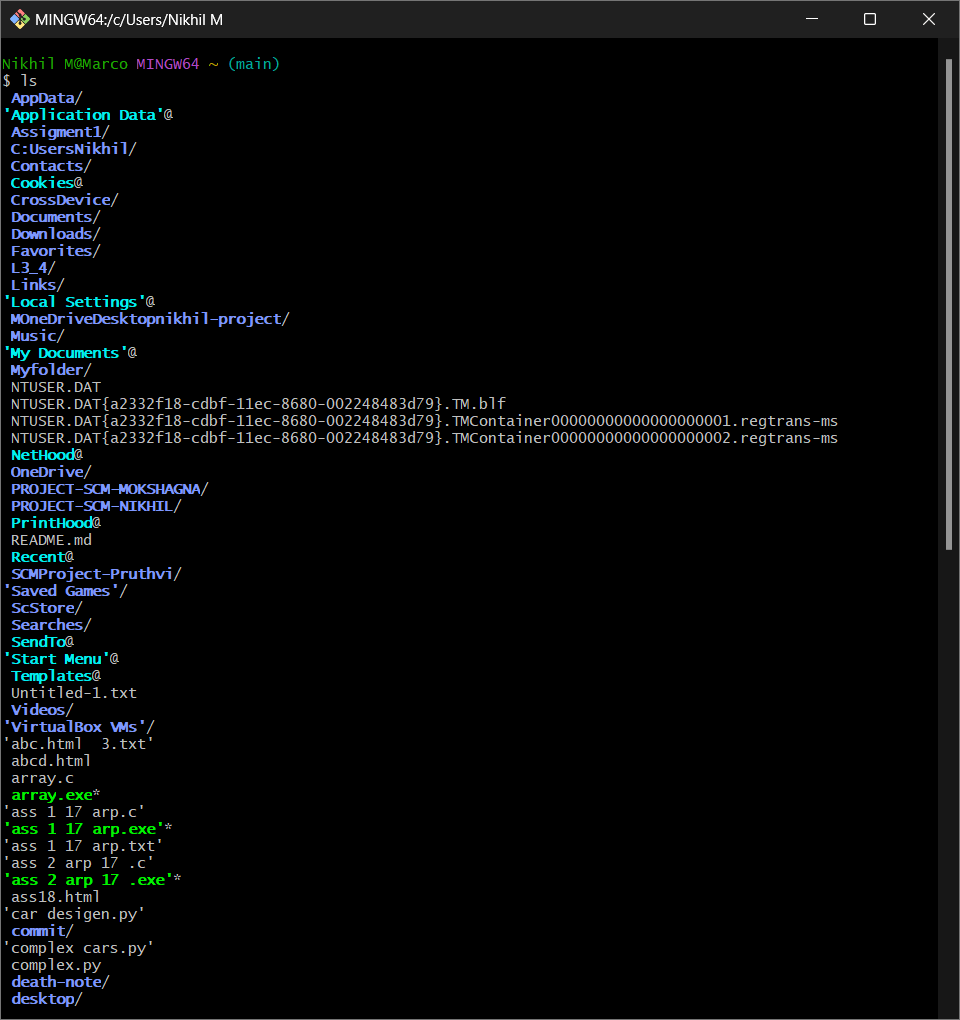 MINGW64:/c/Users/Nikhil M
Nikhil M@Marco MINGW64 ~ (main)
$ ls
AppData/
'Application Data'@
Assigment1/
C:UsersNikhil/
Contacts/
Cookies@
CrossDevice/
Documents/
Downloads/
Favorites/
L3_4/
Links/
'Local Settings'@
MOneDriveDesktopnikhil-project/
Music/
'My Documents'@
Myfolder/
NTUSER.DAT
NTUSER.DAT{a2332f18-cdbf-11ec-8680-002248483d79}.TM.blf
NTUSER.DAT{a2332f18-cdbf-11ec-8680-002248483d79}.TMContainer00000000000000000001.regtrans-ms
NTUSER.DAT{a2332f18-cdbf-11ec-8680-002248483d79}.TMContainer00000000000000000002.regtrans-ms
NetHood@
OneDrive/
PROJECT-SCM-MOKSHAGNA/
PROJECT-SCM-NIKHIL/
PrintHood@
README.md
Recent@
SCMProject-Pruthvi/
'Saved Games'/
ScStore/
Searches/
SendTo@
'Start Menu'@
Templates@
Untitled-1.txt
Videos/
'VirtualBox VMs'/
'abc.html  3.txt'
abcd.html
array.c
array.exe*
'ass 1 17 arp.c'
'ass 1 17 arp.exe'*
'ass 1 17 arp.txt'
'ass 2 arp 17 .c'
'ass 2 arp 17 .exe'*
ass18.html
'car desigen.py'
commit/
'complex cars.py'
complex.py
death-note/
desktop/